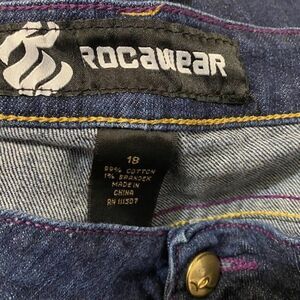 ROCAWEAR
18
99% COTTON
1% SPANDEX
MADE IN
CHINA
RN 111307